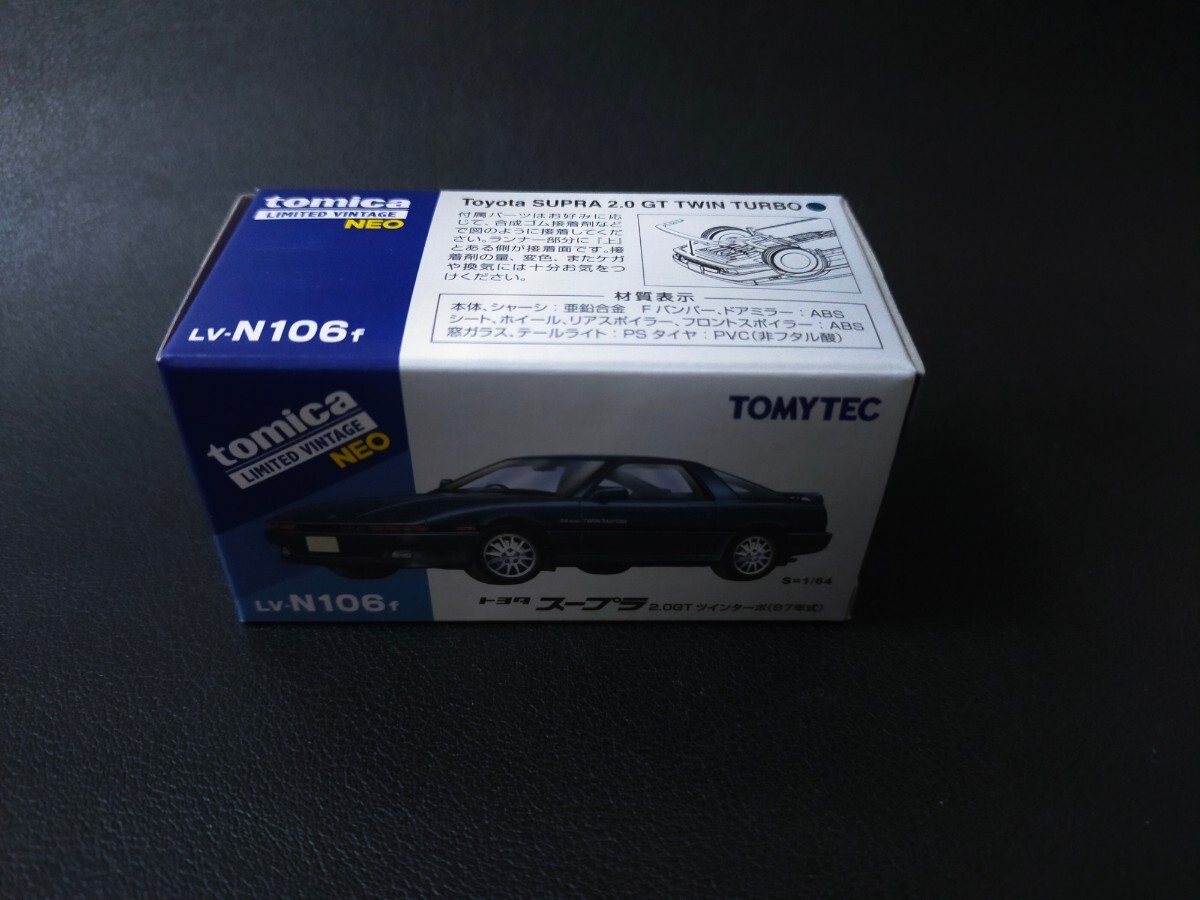 tomica
LIMITED VINTAGE
NEO
LV-N106f
Toyota SUPRA 2.0 GT TWIN TURBO
付属パーツはお好みに応
じて、合成ゴム接着剤など
で図のように接着してくだ
さい。ランナー部分に「上」
とある側が接着面です。接
着剤の量、変色、またケガ
や換気には十分お気をつ
けください。
材質表示
本体、シャーシ：亜鉛合金 Fバンパー、ドアミラー：ABS
シート、ホイール、リアスポイラー、フロントスポイラー：ABS
窓ガラス、テールライト：PS タイヤ：PVC(非フタル酸)
tomica
LIMITED VINTAGE
NEO
TOMYTEC
S=1/64
LV-N106f
トヨタ スープラ 2.0GT ツインターボ(87年式)